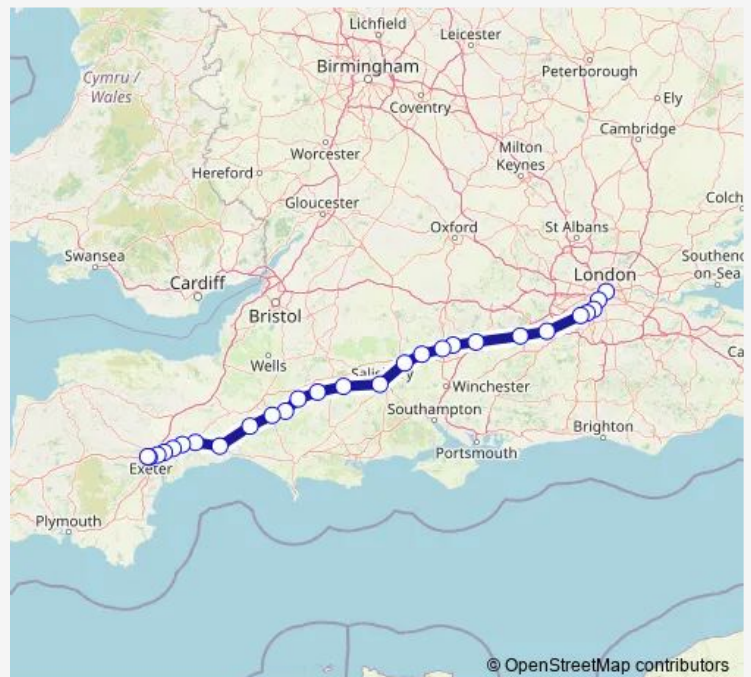 Lichfield
Leicester
Birmingham
Peterborough
Cymru /
Wales
Coventry
Ely
Cambridge
Worcester
Milton
Keynes
Hereford
Gloucester
Colch
Oxford
St Albans
Swansea
Southend
on-Sea
London
Cardiff
Bristol
Ca
Wells
Salis y
Winchester
Southampton
Brighton
Portsmouth
Exeter
Plymouth
© OpenStreetMap contributors